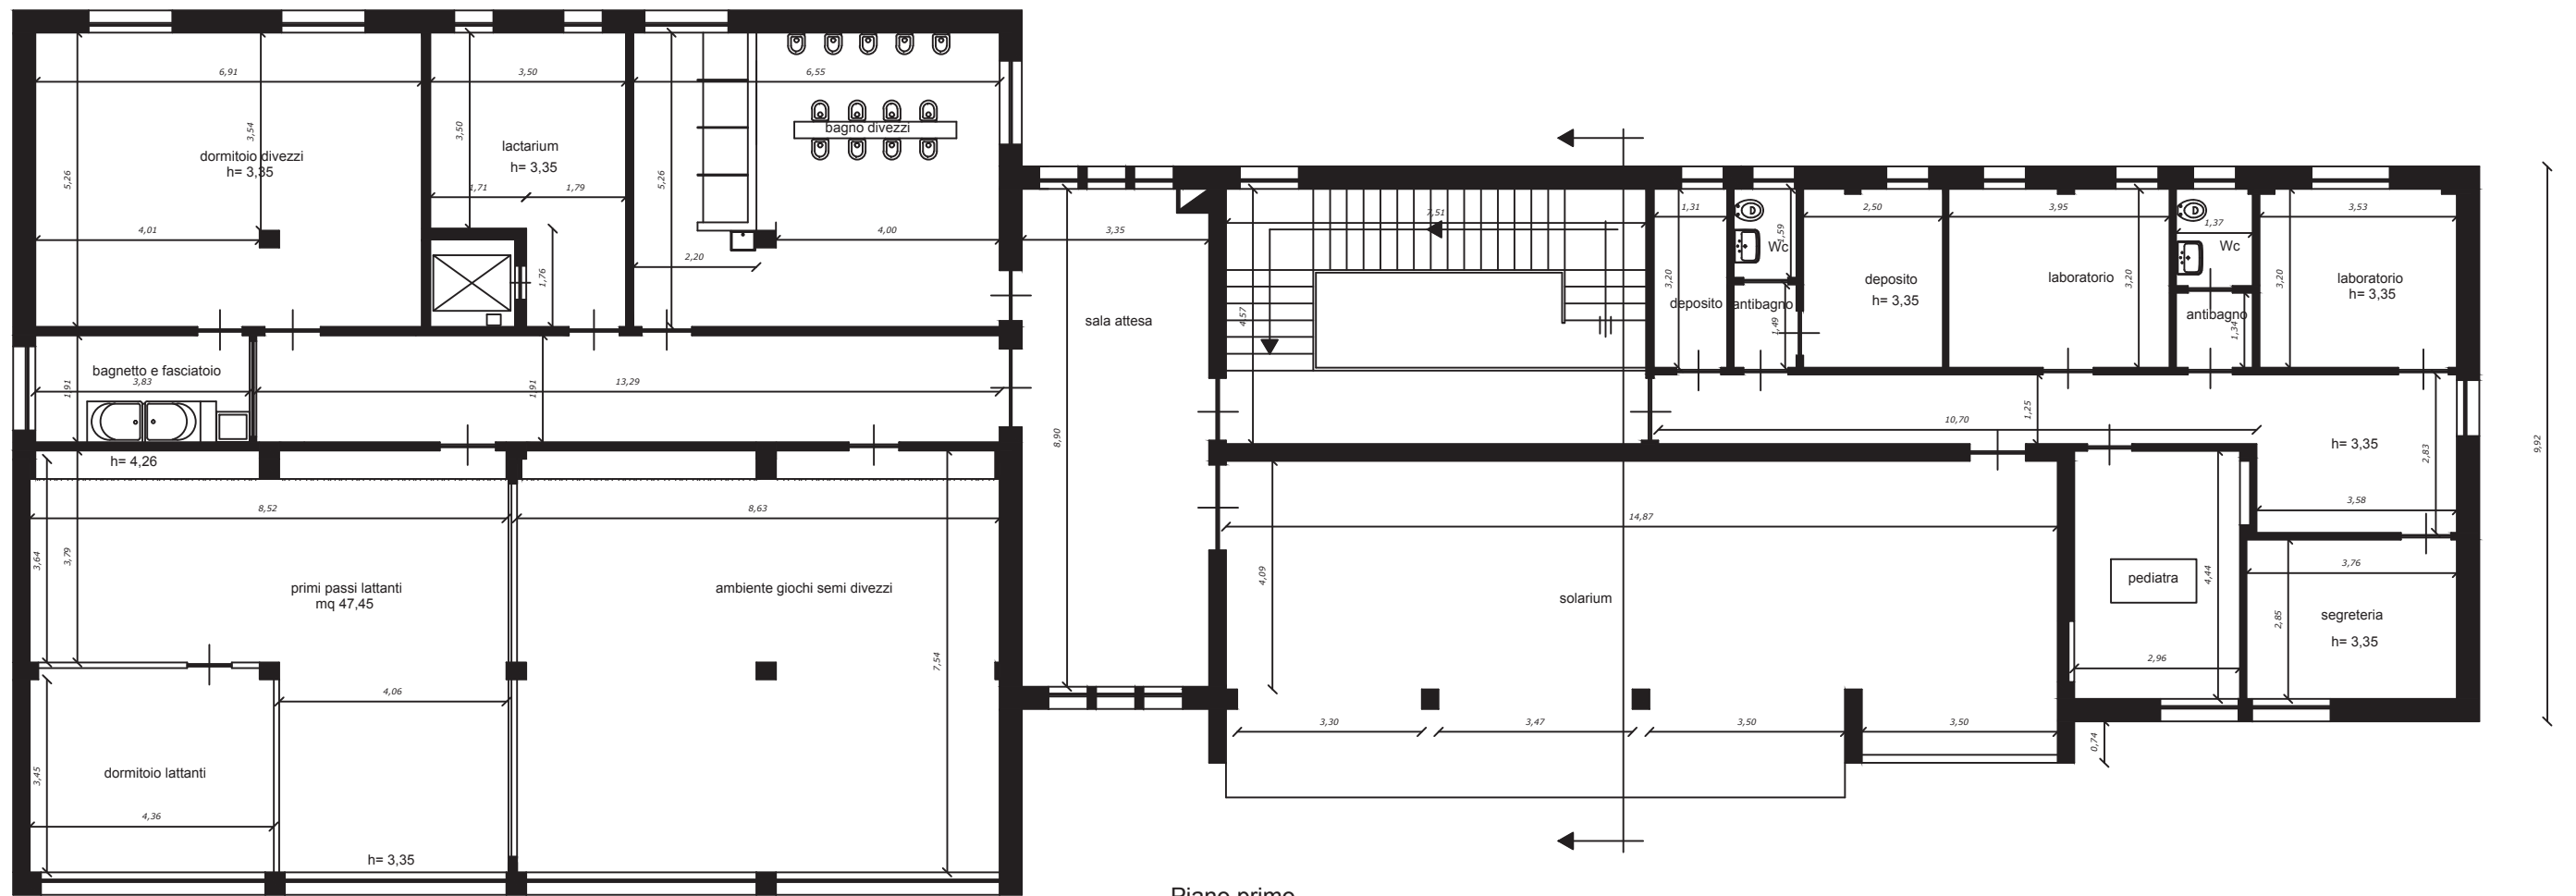 6,91
3,50
6,55
5,26
3,54
dormitoio divezzi
h= 3,35
4,01
3,50
lactarium
h= 3,35
1,71
1,79
1,76
5,26
bagno divezzi
4,00
2,20
bagnetto e fasciatoio
3,83
1,91
13,29
1,91
h= 4,26
8,52
8,63
3,64
3,79
primi passi lattanti
mq 47,45
ambiente giochi semi divezzi
7,54
4,06
dormitoio lattanti
3,45
4,36
h= 3,35
3,35
sala attesa
8,90
7,51
4,57
1,31
3,20
deposito
1,59
Wc
antibagno
1,49
2,50
deposito
h= 3,35
3,95
laboratorio
3,20
1,37
Wc
antibagno
1,34
3,53
3,20
laboratorio
h= 3,35
10,70
1,25
h= 3,35
2,83
3,58
9,92
14,87
4,09
solarium
3,30
3,47
3,50
3,50
pediatra
4,44
2,96
0,74
3,76
2,85
segreteria
h= 3,35
Piano primo